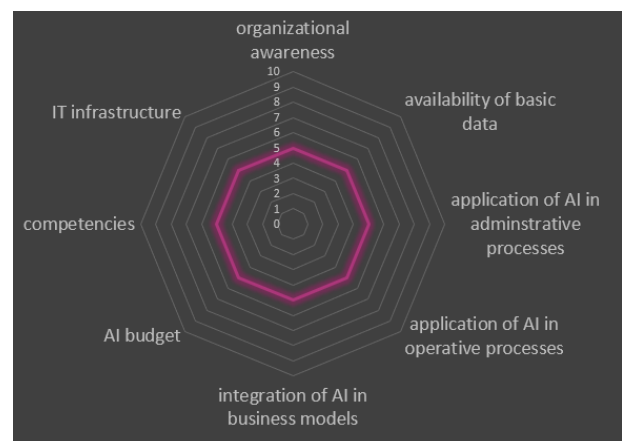 organizational
awareness
10
9
8
7
6
5
4
3
2
1
0
availability of basic
data
application of AI in
adminstrative
processes
application of AI in
operative processes
integration of AI in
business models
AI budget
competencies
IT infrastructure